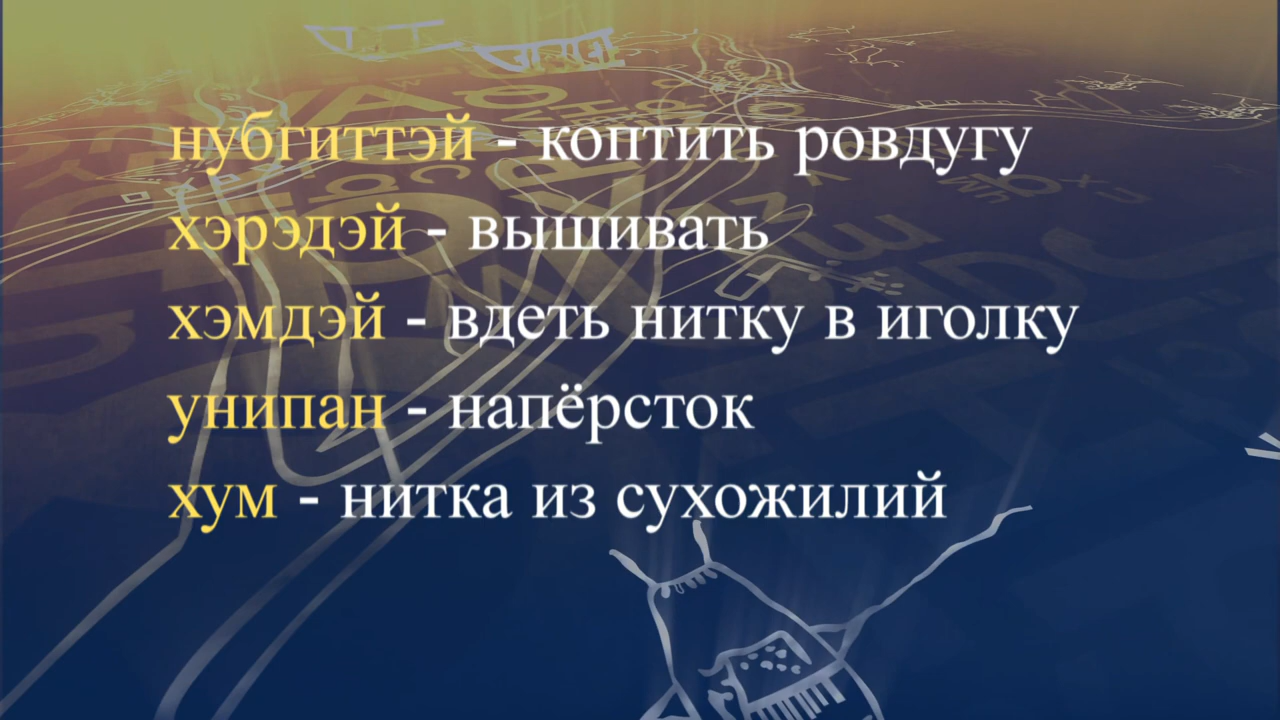 нубгиттэй - коптить ровдугу
хэрэдэй - вышивать
хэмдэй - вдеть нитку в иголку
унипан - напёрсток
хум - нитка из сухожилий